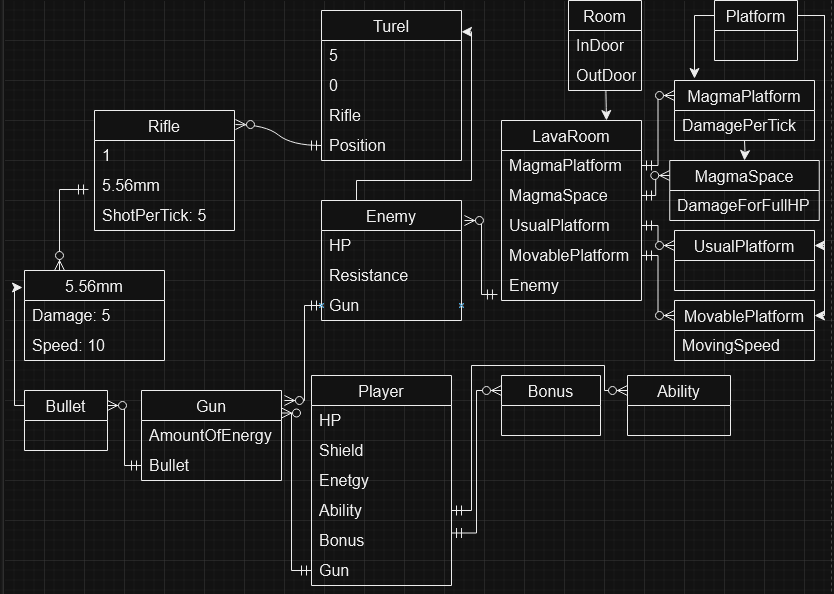 Turel
5
0
Rifle
Position
Room
InDoor
OutDoor
Platform
MagmaPlatform
DamagePerTick
Rifle
1
5.56mm
ShotPerTick: 5
LavaRoom
MagmaPlatform
MagmaSpace
UsualPlatform
MovablePlatform
Enemy
MagmaSpace
DamageForFullHP
Enemy
HP
Resistance
Gun
UsualPlatform
5.56mm
Damage: 5
Speed: 10
MovablePlatform
MovingSpeed
Bullet
Gun
AmountOfEnergy
Bullet
Player
HP
Shield
Enetgy
Ability
Bonus
Gun
Bonus
Ability